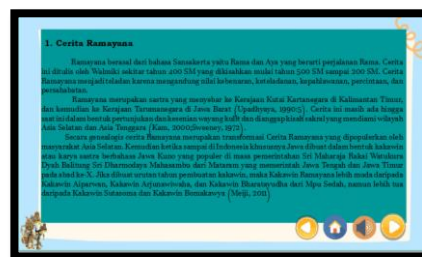 1. Cerita Ramayana
Ramayana berasal dari bahasa Sanskerta yaitu Rama dan Aya yang berarti perjalanan Rama. Cerita
ini ditulis oleh Walmiki sekitar tahun 400 SM yang dikisahkan mulai tahun 500 SM sampai 200 SM. Cerita
Ramayana menjadi teladan karena mengandung nilai kebenaran, keteladanan, kepahlawanan, percintaan, dan
persahabatan.
Ramayana merupakan sastra yang menyebar ke Kerajaan Kutai Kartanegara di Kalimantan Timur,
dan kemudian ke Kerajaan Tarumanegara di Jawa Barat (Upadhyaya, 1990:5). Cerita ini masih ada hingga
saat ini dalam bentuk pertunjukan dan kesenian wayang kulit dan dianggap kisah sakral yang mendiami wilayah
Asia Selatan dan Asia Tenggara (Kam, 2000;Sweeney, 1972).
Secara genealogis cerita Ramayana merupakan transformasi Cerita Ramayana yang dipopulerkan oleh
masyarakat Asia Selatan. Kemudian ketika sampai di Indonesia khususnya Jawa dibuat dalam bentuk kakawin
atau karya sastra berbahasa Jawa Kuno yang populer di masa pemerintahan Sri Maharaja Rakai Watukura
Dyah Balitung Sri Dharmodaya Mahasambu dari Mataram yang memerintah Jawa Tengah dan Jawa Timur
pada abad ke-X. Jika dibuat urutan tahun pembuatan kakawin, maka Kakawin Ramayana lebih muda daripada
Kakawin Arjunawiwaha, dan Kakawin Bharatayudha dari Mpu Sedah, namun lebih tua
daripada Kakawin Sutasoma dan Kakawin (Meiji, 2011)